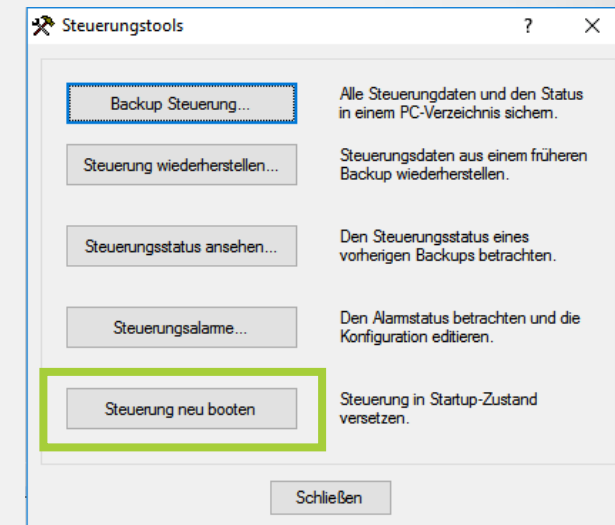 Steuerungstools
Backup Steuerung...
Alle Steuerungdaten und den Status
in einem PC-Verzeichnis sichern.
Steuerung wiederherstellen...
Steuerungsdaten aus einem früheren
Backup wiederherstellen.
Steuerungsstatus ansehen...
Den Steuerungsstatus eines
vorherigen Backups betrachten.
Steuerungsalarme...
Den Alarmstatus betrachten und die
Konfiguration editieren.
Steuerung neu booten
Steuerung in Startup-Zustand
versetzen.
Schließen